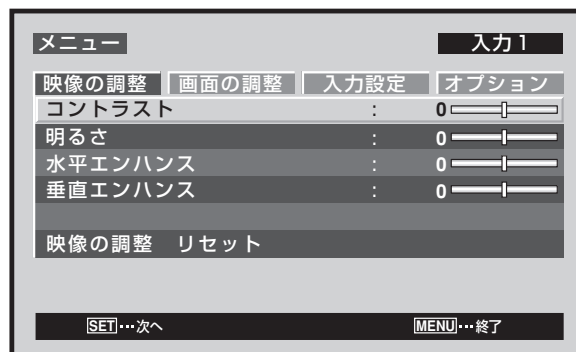 メニュー 入力1
映像の調整 画面の調整 入力設定 オプション
コントラスト : 0
明るさ : 0
水平エンハンス : 0
垂直エンハンス : 0
映像の調整 リセット
SET…次へ MENU…終了